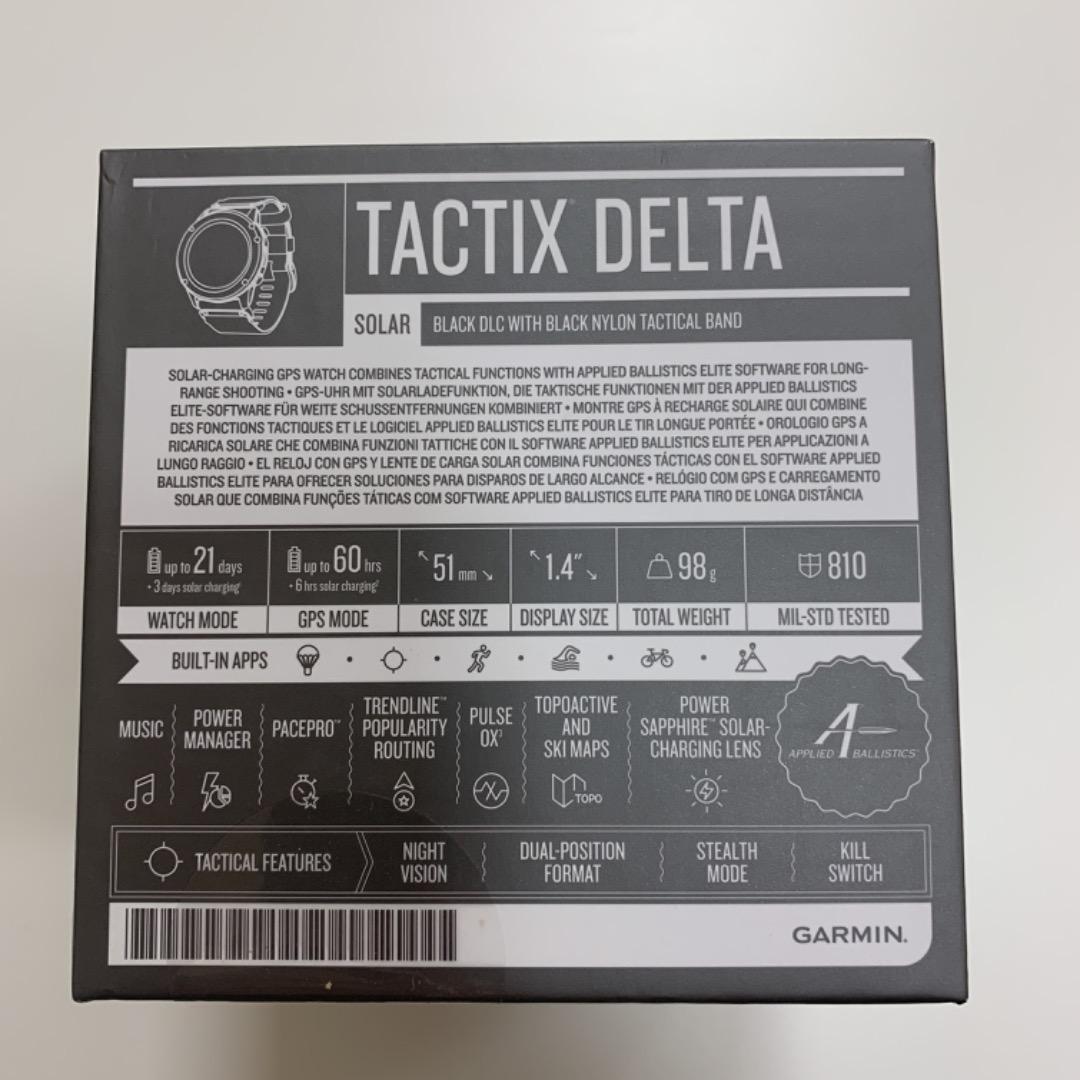 TACTIX® DELTA
SOLAR
BLACK DLC WITH BLACK NYLON TACTICAL BAND
SOLAR-CHARGING GPS WATCH COMBINES TACTICAL FUNCTIONS WITH APPLIED BALLISTICS ELITE SOFTWARE FOR LONG-
RANGE SHOOTING • GPS-UHR MIT SOLARLADEFUNKTION, DIE TAKTISCHE FUNKTIONEN MIT DER APPLIED BALLISTICS
ELITE-SOFTWARE FÜR WEITE SCHUSSENTFERNUNGEN KOMBINIERT • MONTRE GPS À RECHARGE SOLAIRE QUI COMBINE
DES FONCTIONS TACTIQUES ET LE LOGICIEL APPLIED BALLISTICS ELITE POUR LE TIR LONGUE PORTÉE • OROLOGIO GPS A
RICARICA SOLARE CHE COMBINA FUNZIONI TATTICHE CON IL SOFTWARE APPLIED BALLISTICS ELITE PER APPLICAZIONI A
LUNGO RAGGIO • EL RELOJ CON GPS Y LENTE DE CARGA SOLAR COMBINA FUNCIONES TÁCTICAS CON EL SOFTWARE APPLIED
BALLISTICS ELITE PARA OFRECER SOLUCIONES PARA DISPAROS DE LARGO ALCANCE • RELÓGIO COM GPS E CARREGAMENTO
SOLAR QUE COMBINA FUNÇÕES TÁTICAS COM SOFTWARE APPLIED BALLISTICS ELITE PARA TIRO DE LONGA DISTÂNCIA
up to 21 days
+ 3 days solar charging¹
WATCH MODE
up to 60 hrs
+ 6 hrs solar charging²
GPS MODE
51 mm
CASE SIZE
1.4″
DISPLAY SIZE
98 g
TOTAL WEIGHT
810
MIL-STD TESTED
BUILT-IN APPS
MUSIC
POWER
MANAGER
PACEPRO™
TRENDLINE™
POPULARITY
ROUTING
PULSE
OX³
TOPOACTIVE
AND
SKI MAPS
TOPO
POWER
SAPPHIRE™ SOLAR-
CHARGING LENS
A
APPLIED BALLISTICS
TACTICAL FEATURES
NIGHT
VISION
DUAL-POSITION
FORMAT
STEALTH
MODE
KILL
SWITCH
GARMIN.